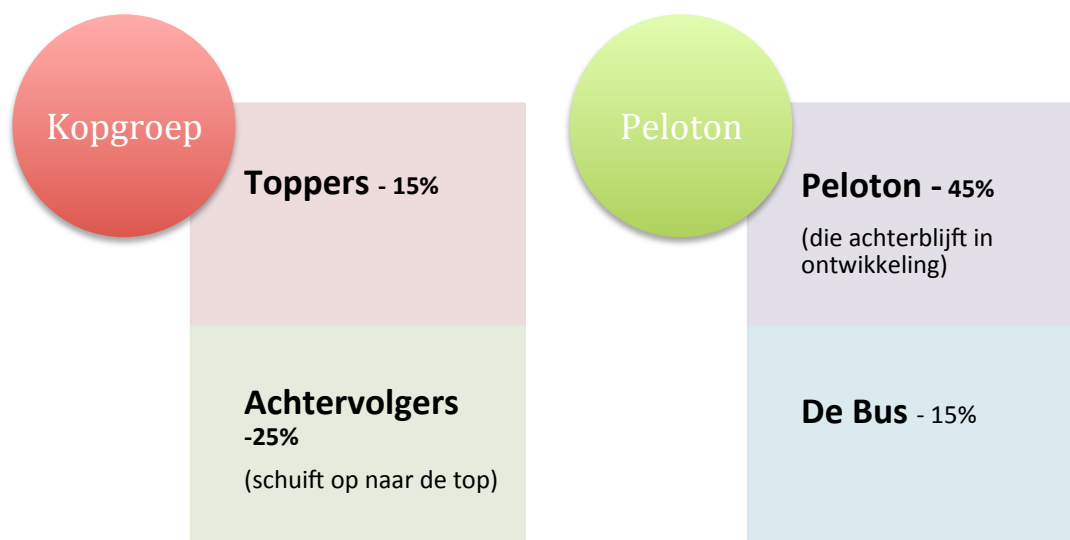 Kopgroep
Toppers - 15%
Achtervolgers
-25%
(schuift op naar de top)
Peloton
Peloton - 45%
(die achterblijft in
ontwikkeling)
De Bus - 15%